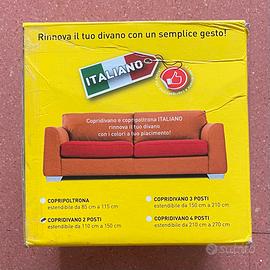 Rinnova il tuo divano con un semplice gesto!
ITALIANO
Copridivano e copripoltrona ITALIANO
rinnova il tuo divano
con i colori a tuo piacimento!
COPRIPOLTRONA
estendibile da 85 cm a 115 cm
COPRIDIVANO 3 POSTI
estendibile da 150 cm a 210 cm
COPRIDIVANO 2 POSTI
estendibile da 110 cm a 150 cm
COPRIDIVANO 4 POSTI
estendibile da 210 cm a 270 cm
subito